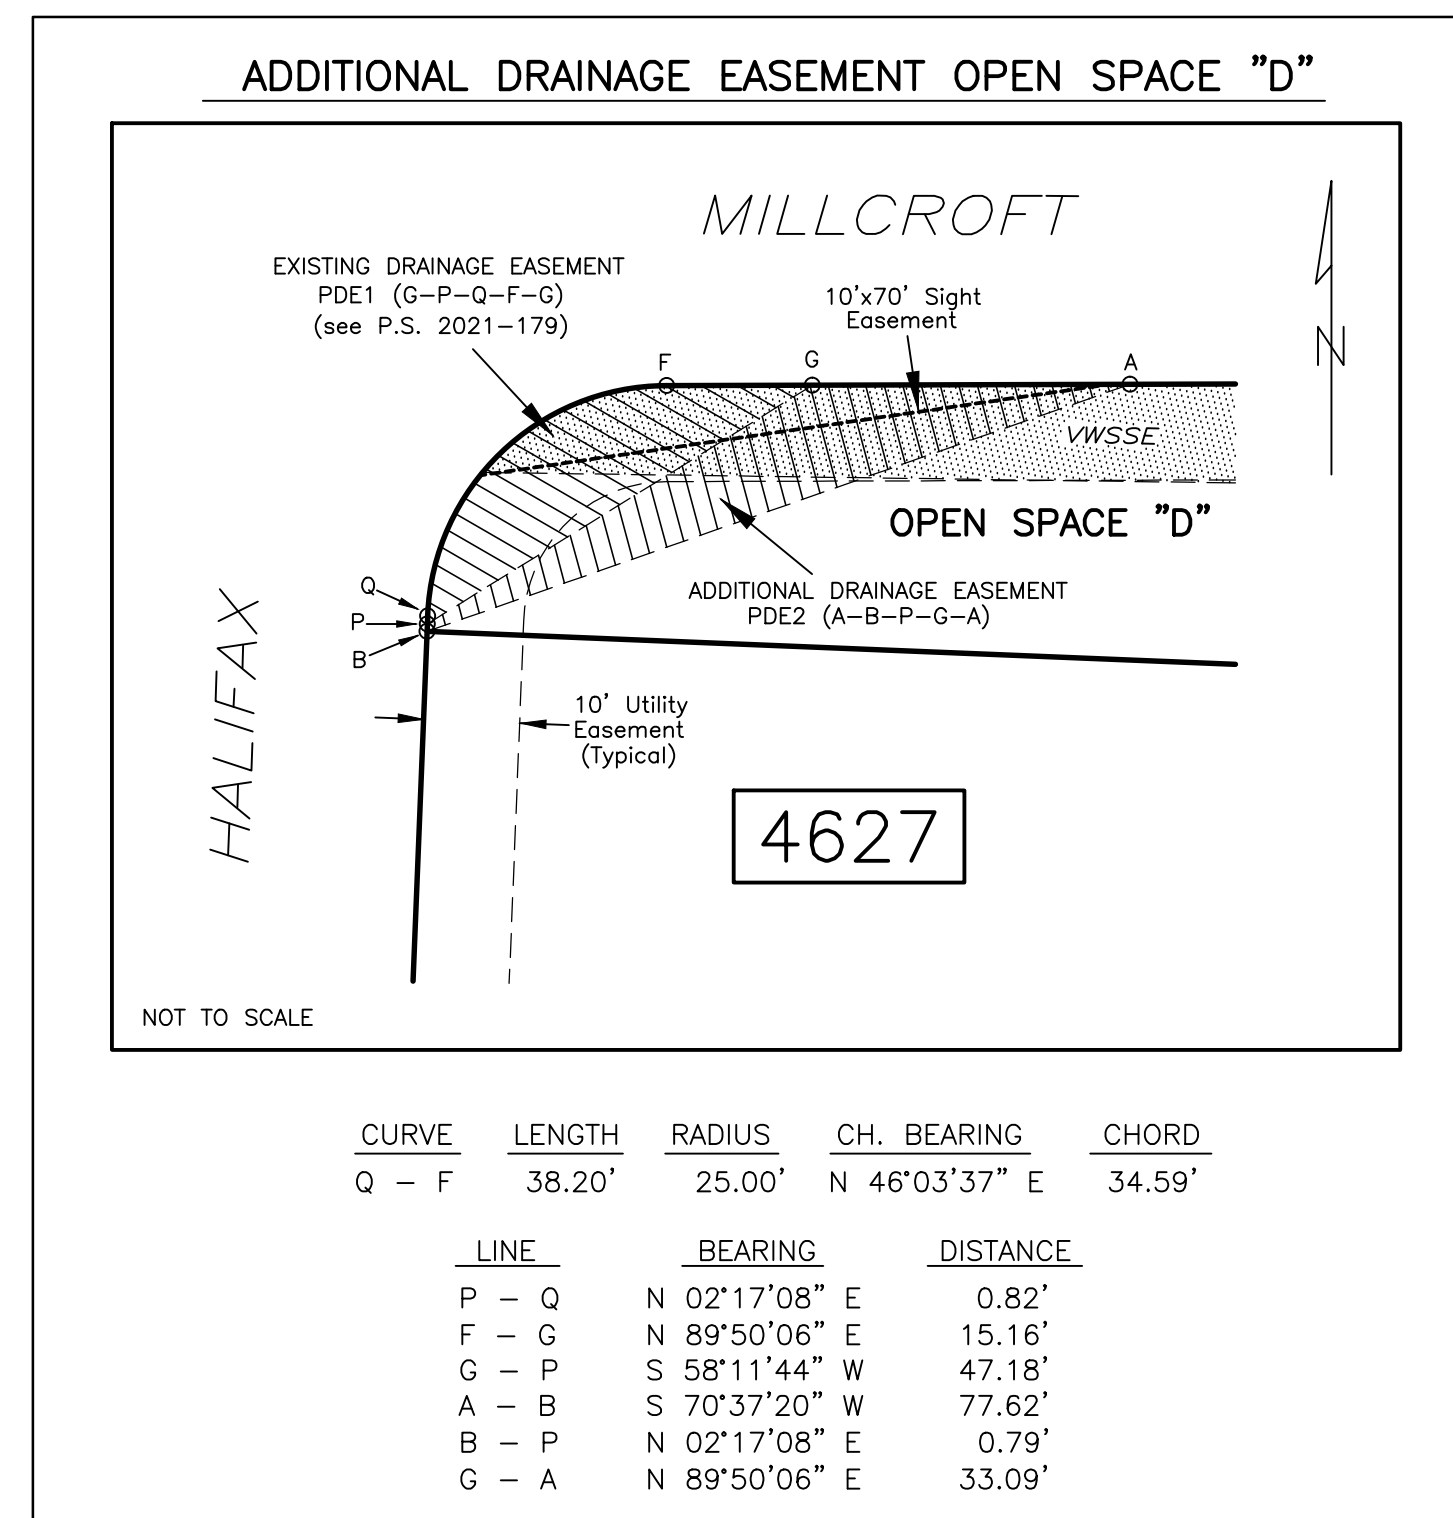 ADDITIONAL DRAINAGE EASEMENT OPEN SPACE "D"
MILLCROFT
EXISTING DRAINAGE EASEMENT
PDE1 (G-P-Q-F-G)
(see P.S. 2021-179)
10'x70' Sight
Easement
N
F
G
A
VWSSE
OPEN SPACE "D"
ADDITIONAL DRAINAGE EASEMENT
PDE2 (A-B-P-G-A)
Q
P
B
HALIFAX
10' Utility
Easement
(Typical)
4627
NOT TO SCALE
CURVE LENGTH RADIUS CH. BEARING CHORD
Q - F 38.20' 25.00' N 46°03'37" E 34.59'
LINE BEARING DISTANCE
P - Q N 02°17'08" E 0.82'
F - G N 89°50'06" E 15.16'
G - P S 58°11'44" W 47.18'
A - B S 70°37'20" W 77.62'
B - P N 02°17'08" E 0.79'
G - A N 89°50'06" E 33.09'